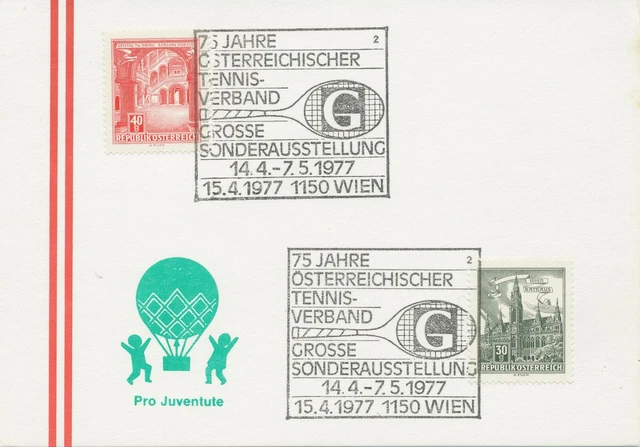 75 JAHRE 2
ÖSTERREICHISCHER
TENNIS-
VERBAND
G
GROSSE
SONDERAUSSTELLUNG
14.4.-7.5.1977
15.4.1977 1150 WIEN
40 g
REPUBLIK ÖSTERREICH
75 JAHRE 2
ÖSTERREICHISCHER
TENNIS-
VERBAND
G
GROSSE
SONDERAUSSTELLUNG
14.4.-7.5.1977
15.4.1977 1150 WIEN
WIEN
RATHAUS
30
REPUBLIK ÖSTERREICH
Pro Juventute